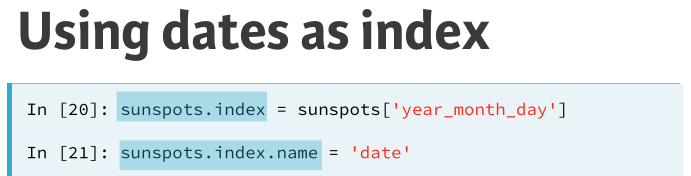 Using dates as index
In [20]: sunspots.index = sunspots['year_month_day']
In [21]: sunspots.index.name = 'date'